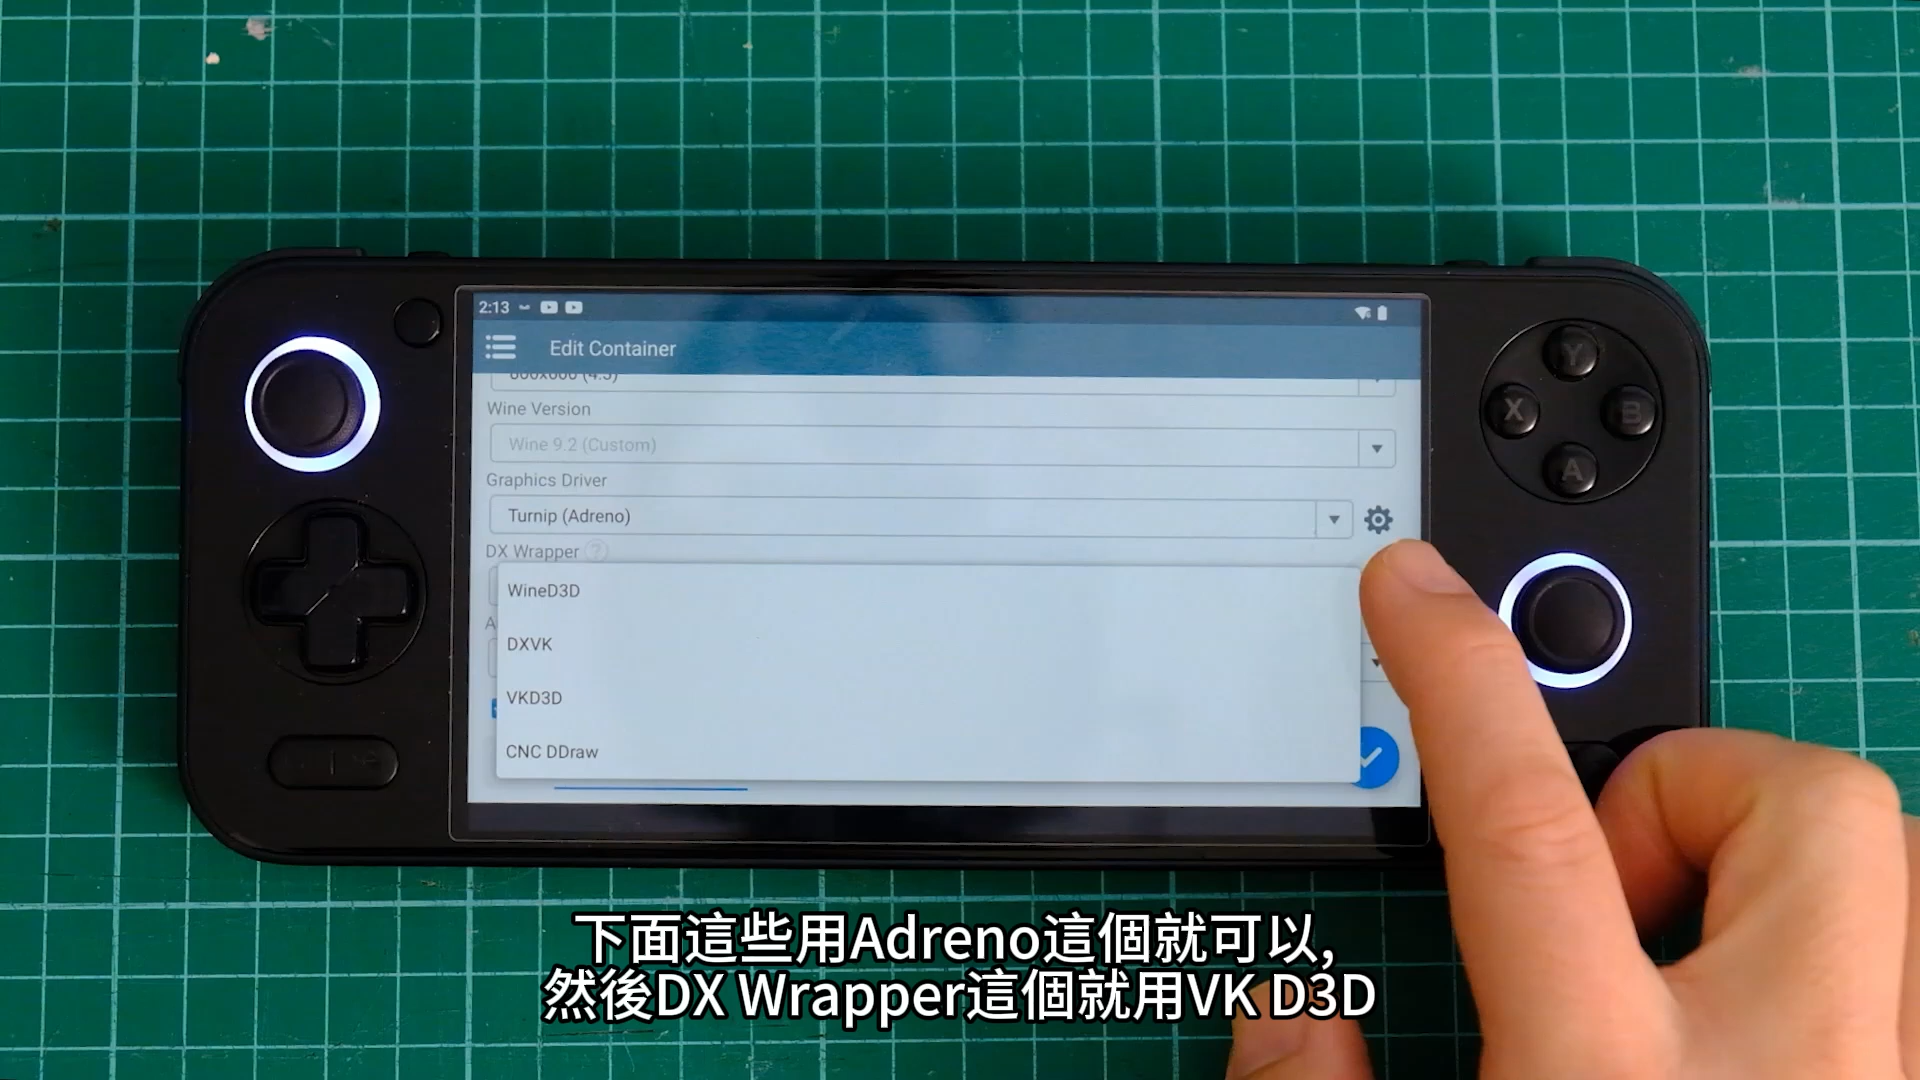 2:13
Edit Container
Wine Version
Wine 9.2 (Custom)
Graphics Driver
Turnip (Adreno)
DX Wrapper ?
WineD3D
DXVK
VKD3D
CNC DDraw
Y
X
B
A
下面這些用Adreno這個就可以,
然後DX Wrapper這個就用VK D3D